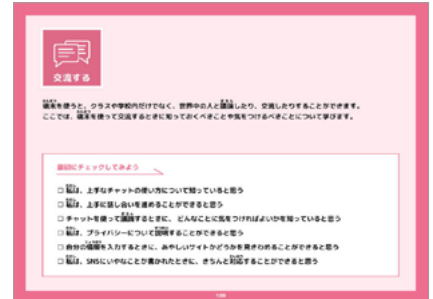 交流する
端末を使うと、クラスや学校内だけでなく、世界中の人と議論したり、交流したりすることができます。
ここでは、端末を使って交流するときに知っておくべきことや気をつけるべきことについて学びます。
最初にチェックしてみよう
□ 私は、上手なチャットの使い方について知っていると思う
□ 私は、上手に話し合いを進めることができると思う
□ チャットを使って議論するときに、どんなことに気をつければよいかを知っていると思う
□ 私は、プライバシーについて説明することができると思う
□ 自分の情報を入力するときに、あやしいサイトかどうかを見きわめることができると思う
□ 私は、SNSにいやなことが書かれたときに、きちんと対応することができると思う